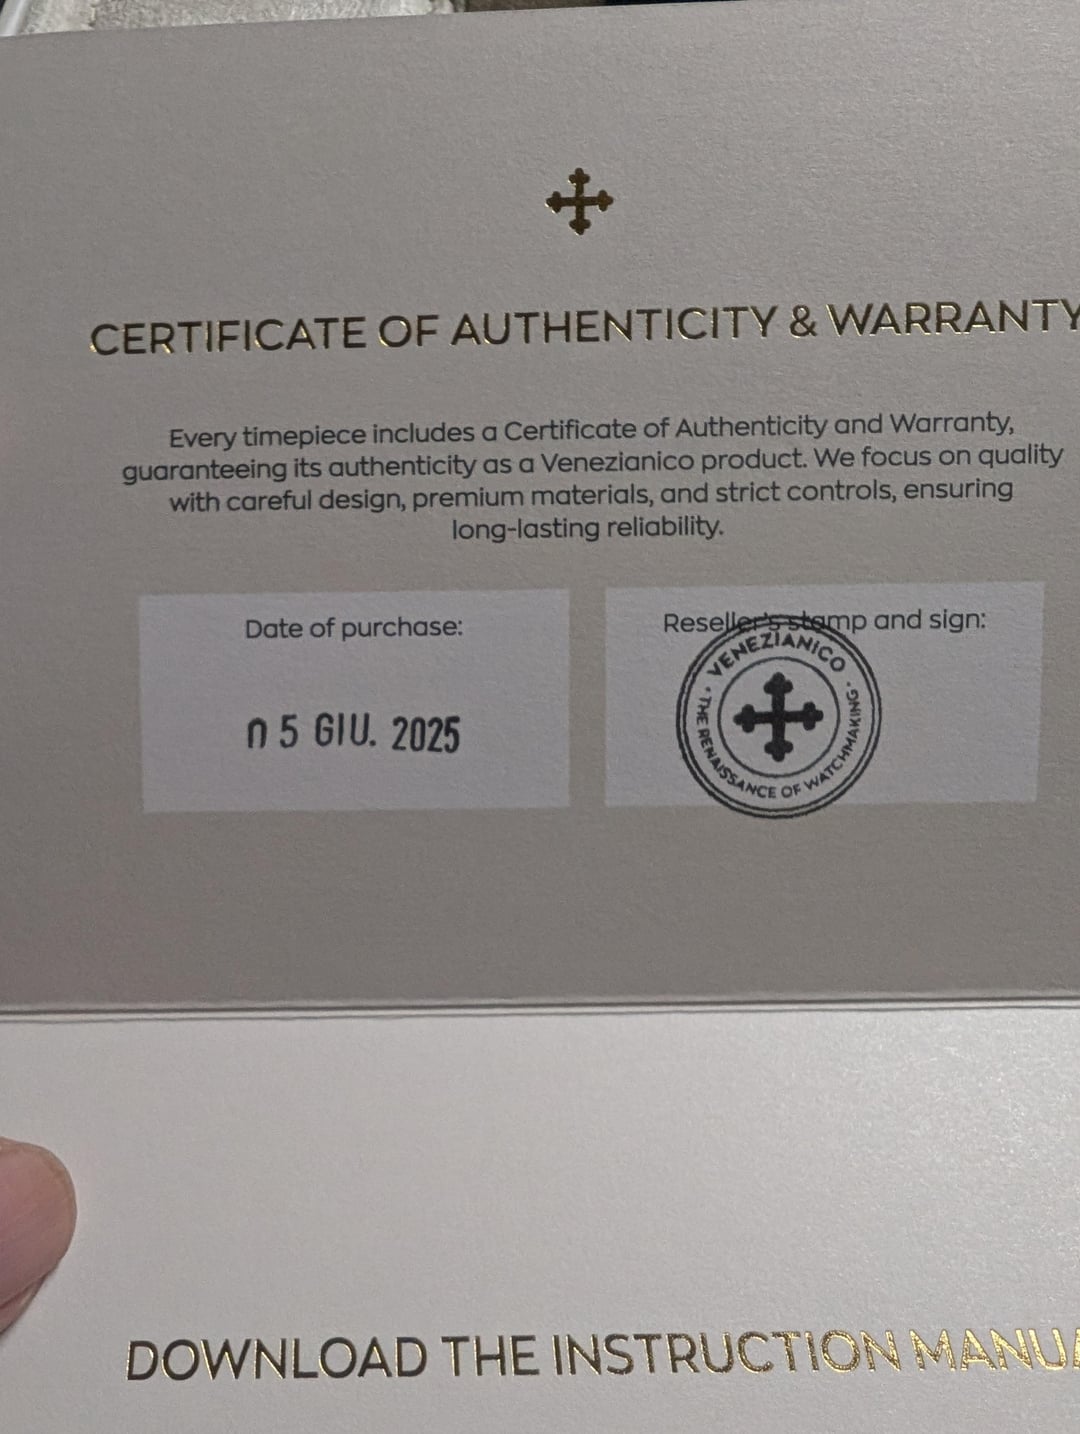 CERTIFICATE OF AUTHENTICITY & WARRANTY
Every timepiece includes a Certificate of Authenticity and Warranty,
guaranteeing its authenticity as a Venezianico product. We focus on quality
with careful design, premium materials, and strict controls, ensuring
long-lasting reliability.
Date of purchase:
05 GIU. 2025
Reseller's stamp and sign:
· VENEZIANICO ·
THE RENAISSANCE OF WATCHMAKING
DOWNLOAD THE INSTRUCTION MANUA